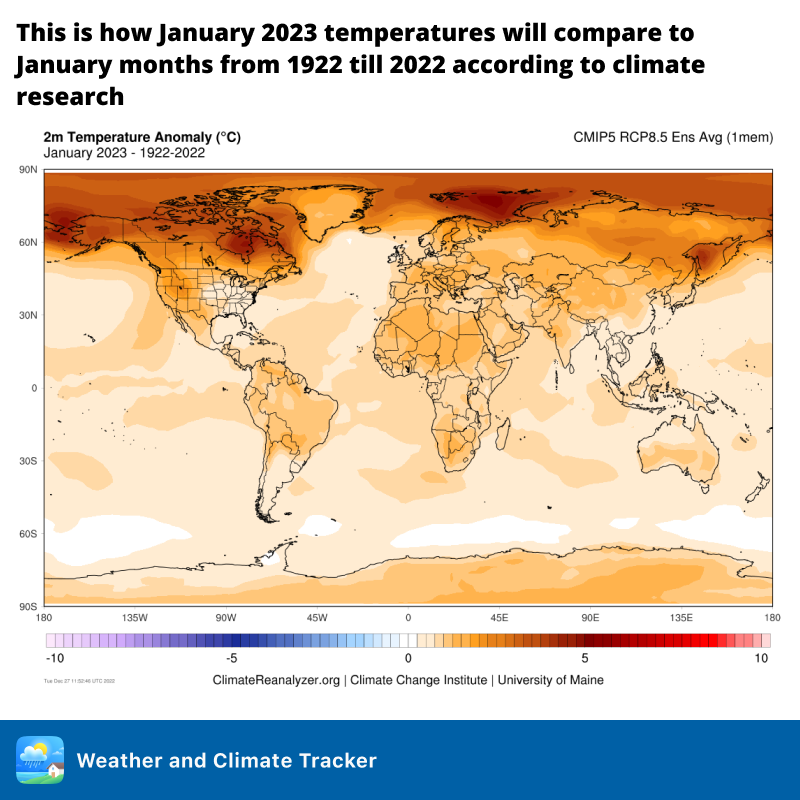 This is how January 2023 temperatures will compare to
January months from 1922 till 2022 according to climate
research
2m Temperature Anomaly (°C)
CMIP5 RCP8.5 Ens Avg (1mem)
January 2023 - 1922-2022
90N
60N
30N
0
30S
60S
90S
180 135W 90W 45W 0 45E 90E 135E 180
-10 -5 0 5 10
Tue Dec 27 11:52:46 UTC 2022
ClimateReanalyzer.org | Climate Change Institute | University of Maine
Weather and Climate Tracker